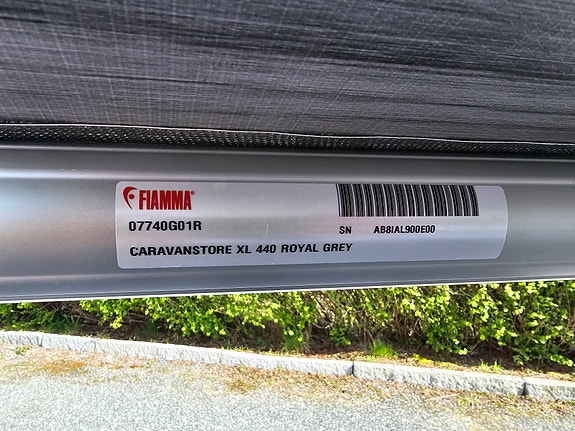 FIAMMA®
07740G01R
SN AB8IAL900E00
CARAVANSTORE XL 440 ROYAL GREY